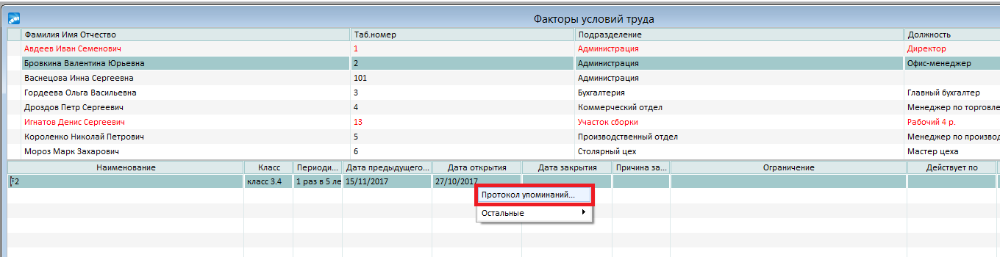 Факторы условий труда
Фамилия Имя Отчество Таб.номер Подразделение Должность
Авдеев Иван Семенович 1 Администрация Директор
Бровкина Валентина Юрьевна 2 Администрация Офис-менеджер
Васнецова Инна Сергеевна 101 Администрация
Гордеева Ольга Васильевна 3 Бухгалтерия Главный бухгалтер
Дроздов Петр Сергеевич 4 Коммерческий отдел Менеджер по торговле
Игнатов Денис Сергеевич 13 Участок сборки Рабочий 4 р.
Короленко Николай Петрович 5 Производственный отдел Менеджер по производ
Мороз Марк Захарович 6 Столярный цех Мастер цеха
Наименование Класс Периоди... Дата предыдущего... Дата открытия Дата закрытия Причина за... Ограничение Действует по
F2 класс 3.4 1 раз в 5 ле 15/11/2017 27/10/2017
Протокол упоминаний...
Остальные